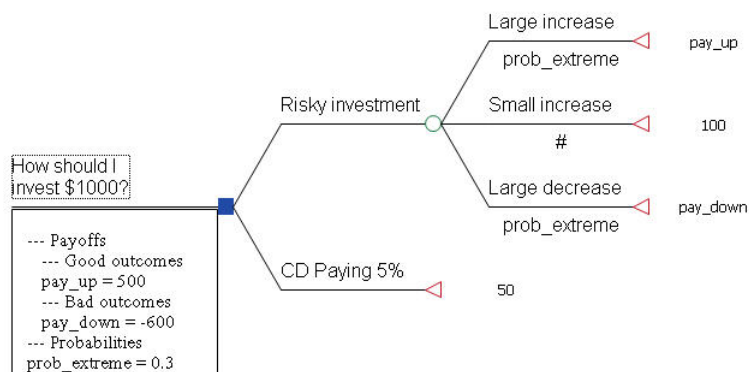 Large increase
pay_up
prob_extreme
Risky investment
Small increase
100
#
How should I
invest $1000?
Large decrease
pay_down
prob_extreme
--- Payoffs
--- Good outcomes
pay_up = 500
--- Bad outcomes
pay_down = -600
--- Probabilities
prob_extreme = 0.3
CD Paying 5%
50